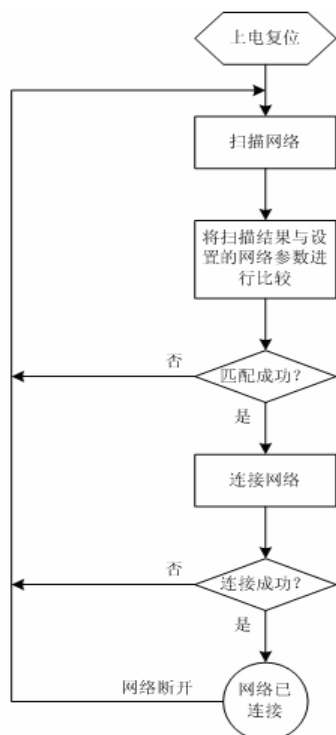 上电复位
扫描网络
将扫描结果与设
置的网络参数进
行比较
否
匹配成功？
是
连接网络
否
连接成功？
是
网络断开
网络已
连接